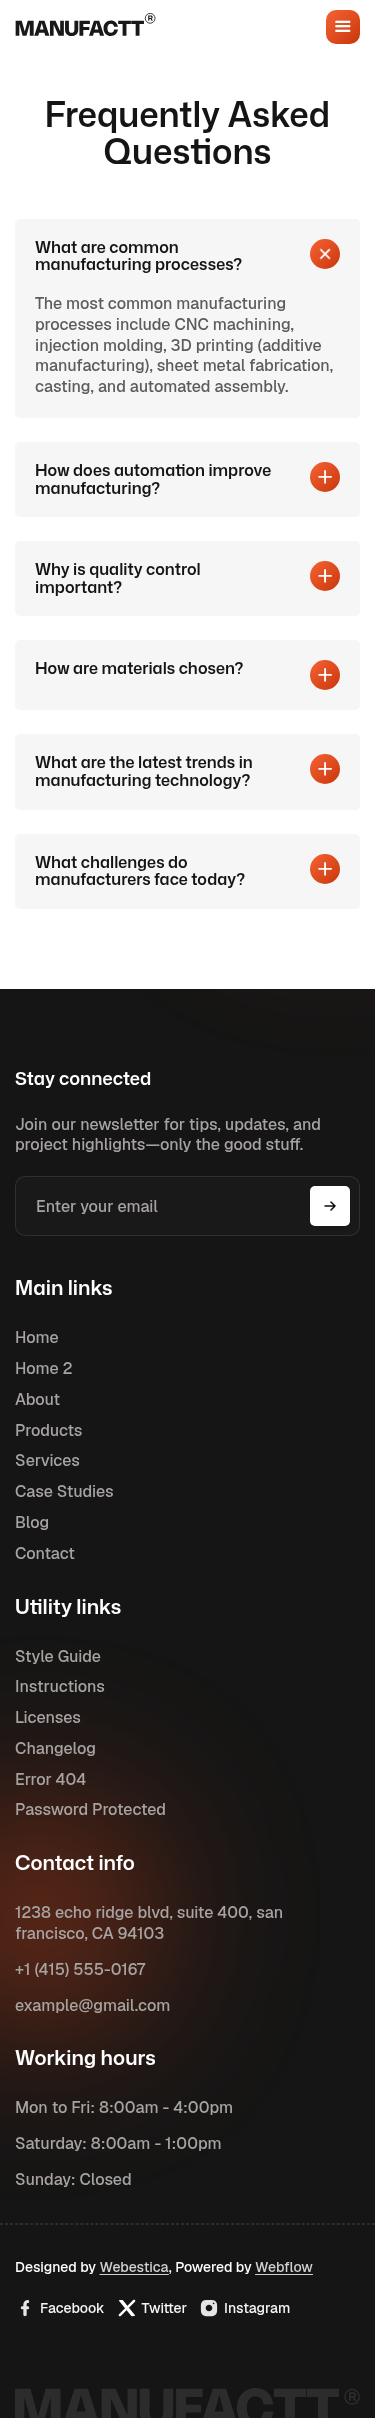 MANUFACTT®
Frequently Asked
Questions
What are common
manufacturing processes?
The most common manufacturing
processes include CNC machining,
injection molding, 3D printing (additive
manufacturing), sheet metal fabrication,
casting, and automated assembly.
How does automation improve
manufacturing?
Why is quality control
important?
How are materials chosen?
What are the latest trends in
manufacturing technology?
What challenges do
manufacturers face today?
Stay connected
Join our newsletter for tips, updates, and
project highlights—only the good stuff.
Enter your email
Main links
Home
Home 2
About
Products
Services
Case Studies
Blog
Contact
Utility links
Style Guide
Instructions
Licenses
Changelog
Error 404
Password Protected
Contact info
1238 echo ridge blvd, suite 400, san
francisco, CA 94103
+1 (415) 555-0167
example@gmail.com
Working hours
Mon to Fri: 8:00am - 4:00pm
Saturday: 8:00am - 1:00pm
Sunday: Closed
Designed by Webestica, Powered by Webflow
Facebook Twitter Instagram
MANUFACTT®